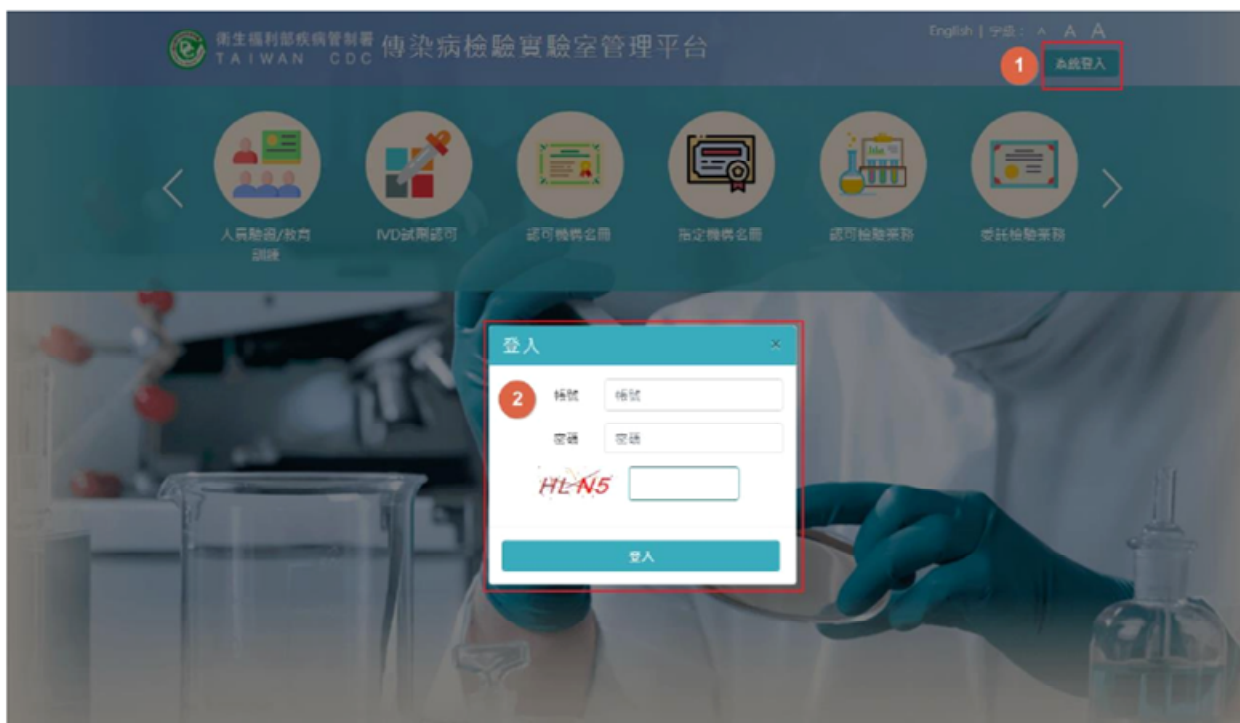 衛生福利部疾病管制署
TAIWAN CDC
傳染病檢驗實驗室管理平台
English | 字級： A A A
1
系統登入
人員驗證/教育
訓練
IVD試劑認可
認可機構名冊
指定機構名冊
認可檢驗業務
委託檢驗業務
登入 ×
2
帳號 帳號
密碼 密碼
登入